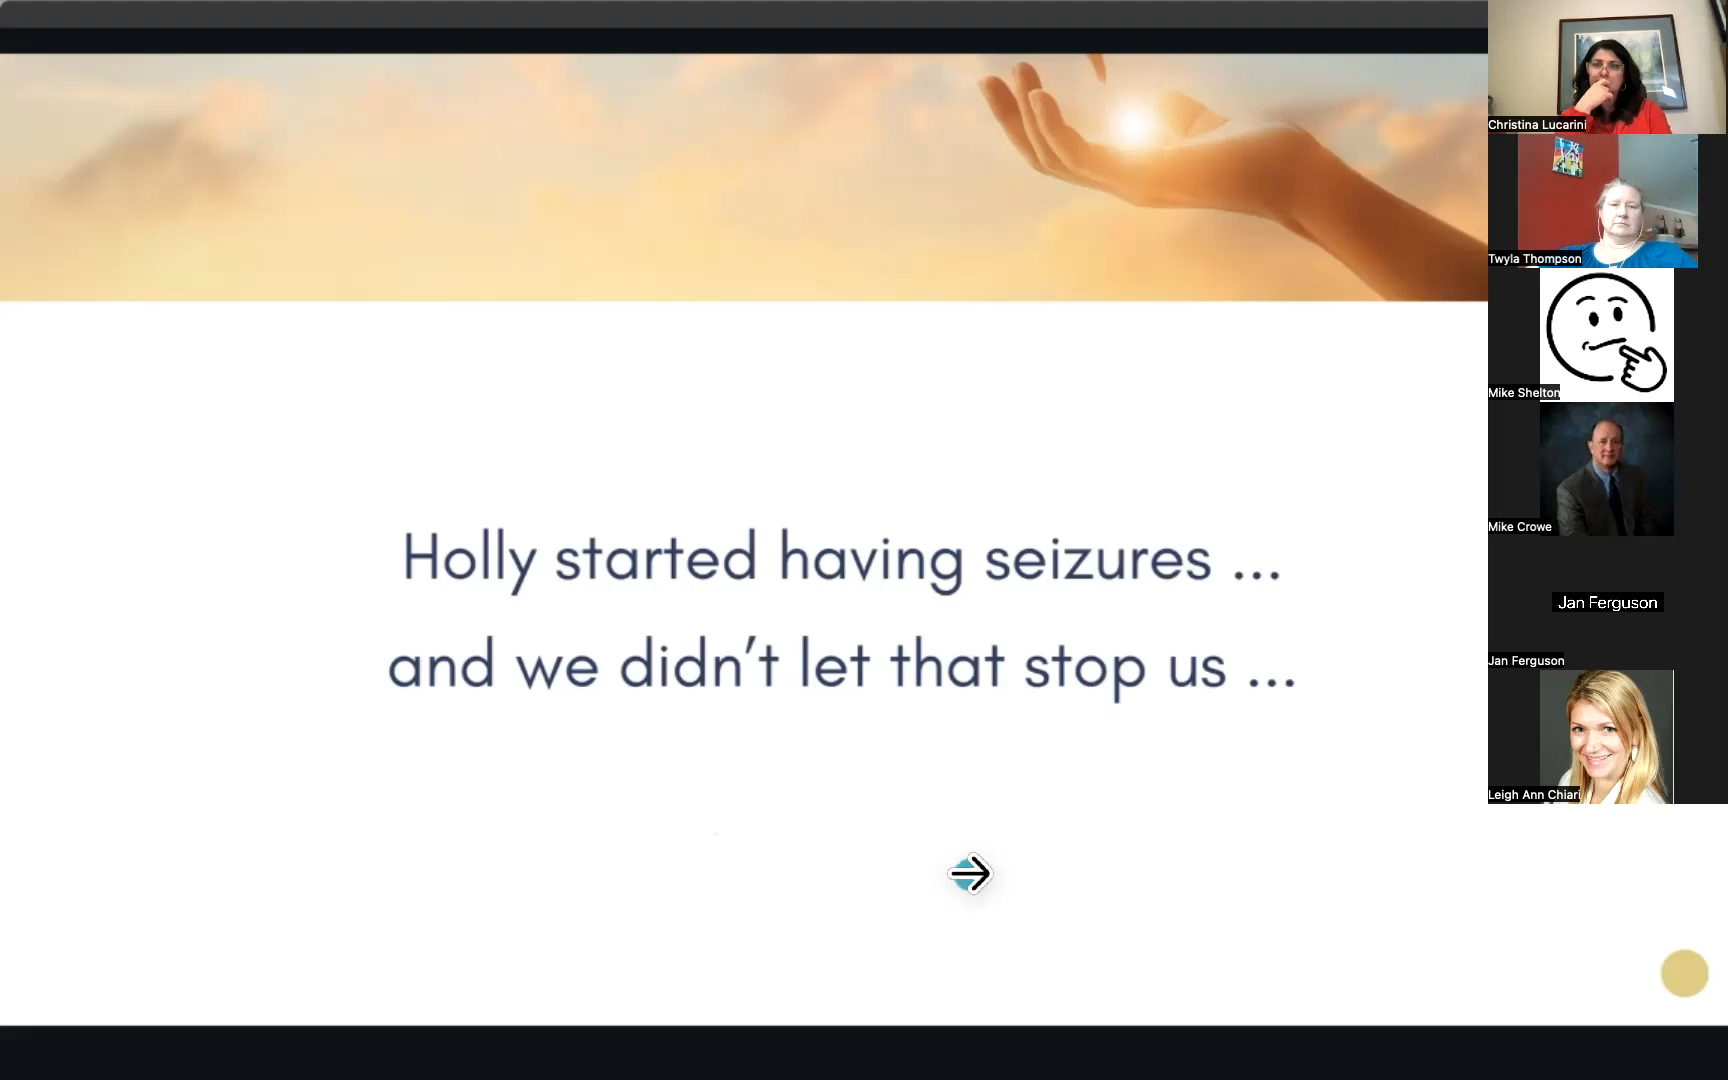 Holly started having seizures ...
and we didn't let that stop us ...
Christina Lucarini
Twyla Thompson
Mike Shelton
Mike Crowe
Jan Ferguson
Jan Ferguson
Leigh Ann Chiari